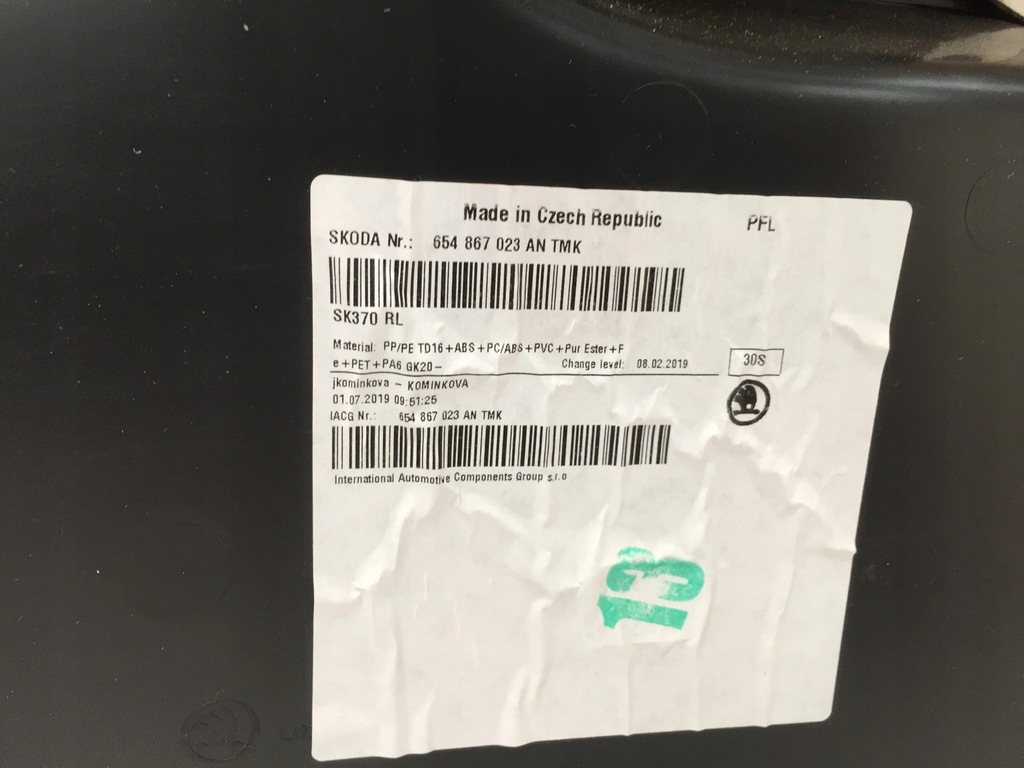 Made in Czech Republic
PFL
SKODA Nr.: 654 867 023 AN TMK
SK370 RL
Material: PP/PE TD16+ABS+PC/ABS+PVC+Pur Ester+F
e+PET+PA6 GK20-
Change level: 08.02.2019
30S
jkominkova - KOMINKOVA
01.07.2019 09:51:25
IACG Nr.: 654 867 023 AN TMK
International Automotive Components Group s.r.o
13